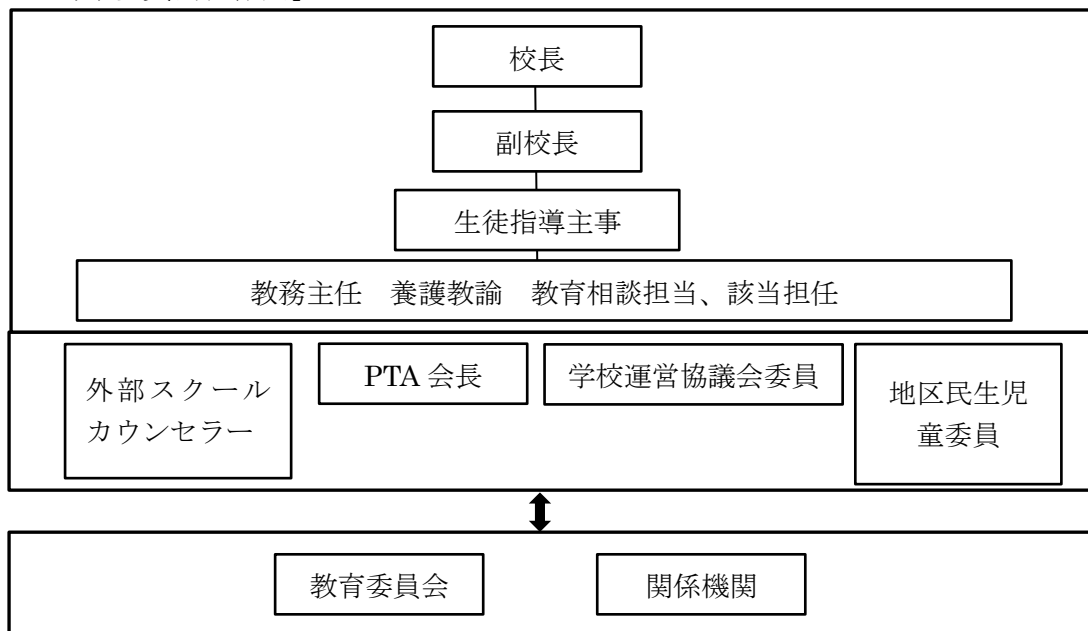 校長
副校長
生徒指導主事
教務主任　養護教諭　教育相談担当、該当担任
外部スクール
カウンセラー
PTA 会長
学校運営協議会委員
地区民生児
童委員
教育委員会
関係機関